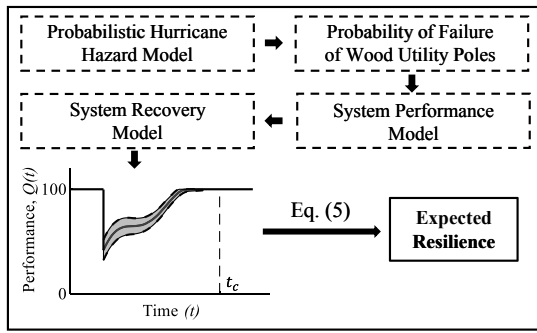 Probabilistic Hurricane
Hazard Model
Probability of Failure
of Wood Utility Poles
System Recovery
Model
System Performance
Model
Performance, Q(t)
100
0
t_c
Time (t)
Eq. (5)
Expected
Resilience